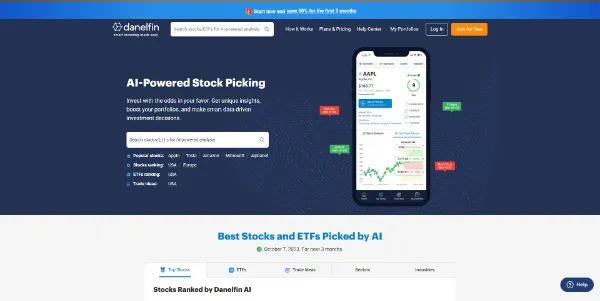 Start now and save 30% for the first 3 months
danelfin
smart investing made easy
Search stocks/ETFs for AI-powered analysis
How It Works
Plans & Pricing
Help Center
My Portfolios
Log In
Join for Free
AI-Powered Stock Picking
Invest with the odds in your favor. Get unique insights,
boost your portfolios, and make smart data-driven
investment decisions.
Search stocks/ETFs for AI-powered analysis
Popular stocks: Apple Tesla Amazon Microsoft Alphabet
Stocks ranking: USA Europe
ETFs ranking: USA
Trade Ideas: USA
AAPL
9
Best Stocks and ETFs Picked by AI
October 7, 2023. For next 3 months.
Top Stocks
ETFs
Trade Ideas
Sectors
Industries
Stocks Ranked by Danelfin AI
Help